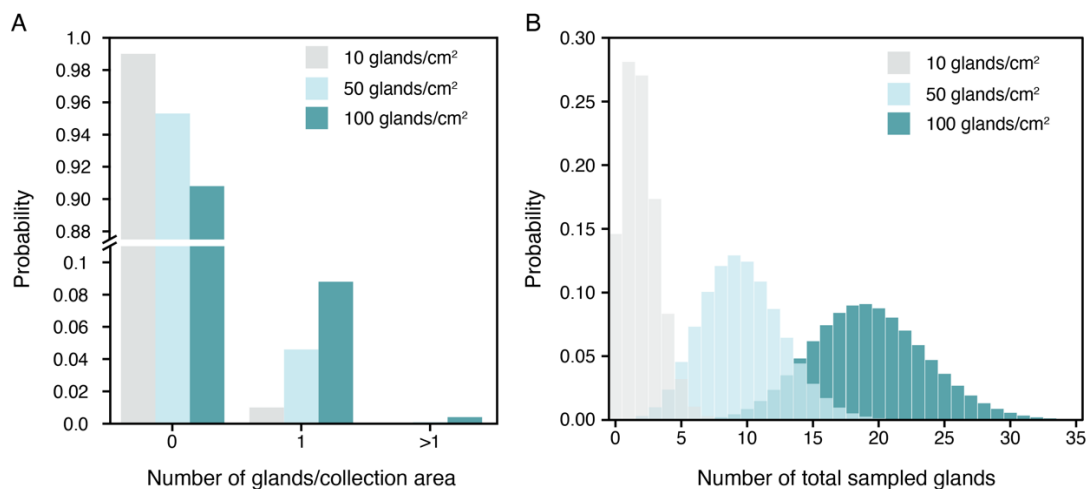 A
Probability
1.0
0.98
0.96
0.94
0.92
0.90
0.88
0.1
0.08
0.06
0.04
0.02
0.0
10 glands/cm²
50 glands/cm²
100 glands/cm²
0 1 >1
Number of glands/collection area
B
Probability
0.30
0.25
0.20
0.15
0.10
0.05
0.00
10 glands/cm²
50 glands/cm²
100 glands/cm²
0 5 10 15 20 25 30 35
Number of total sampled glands